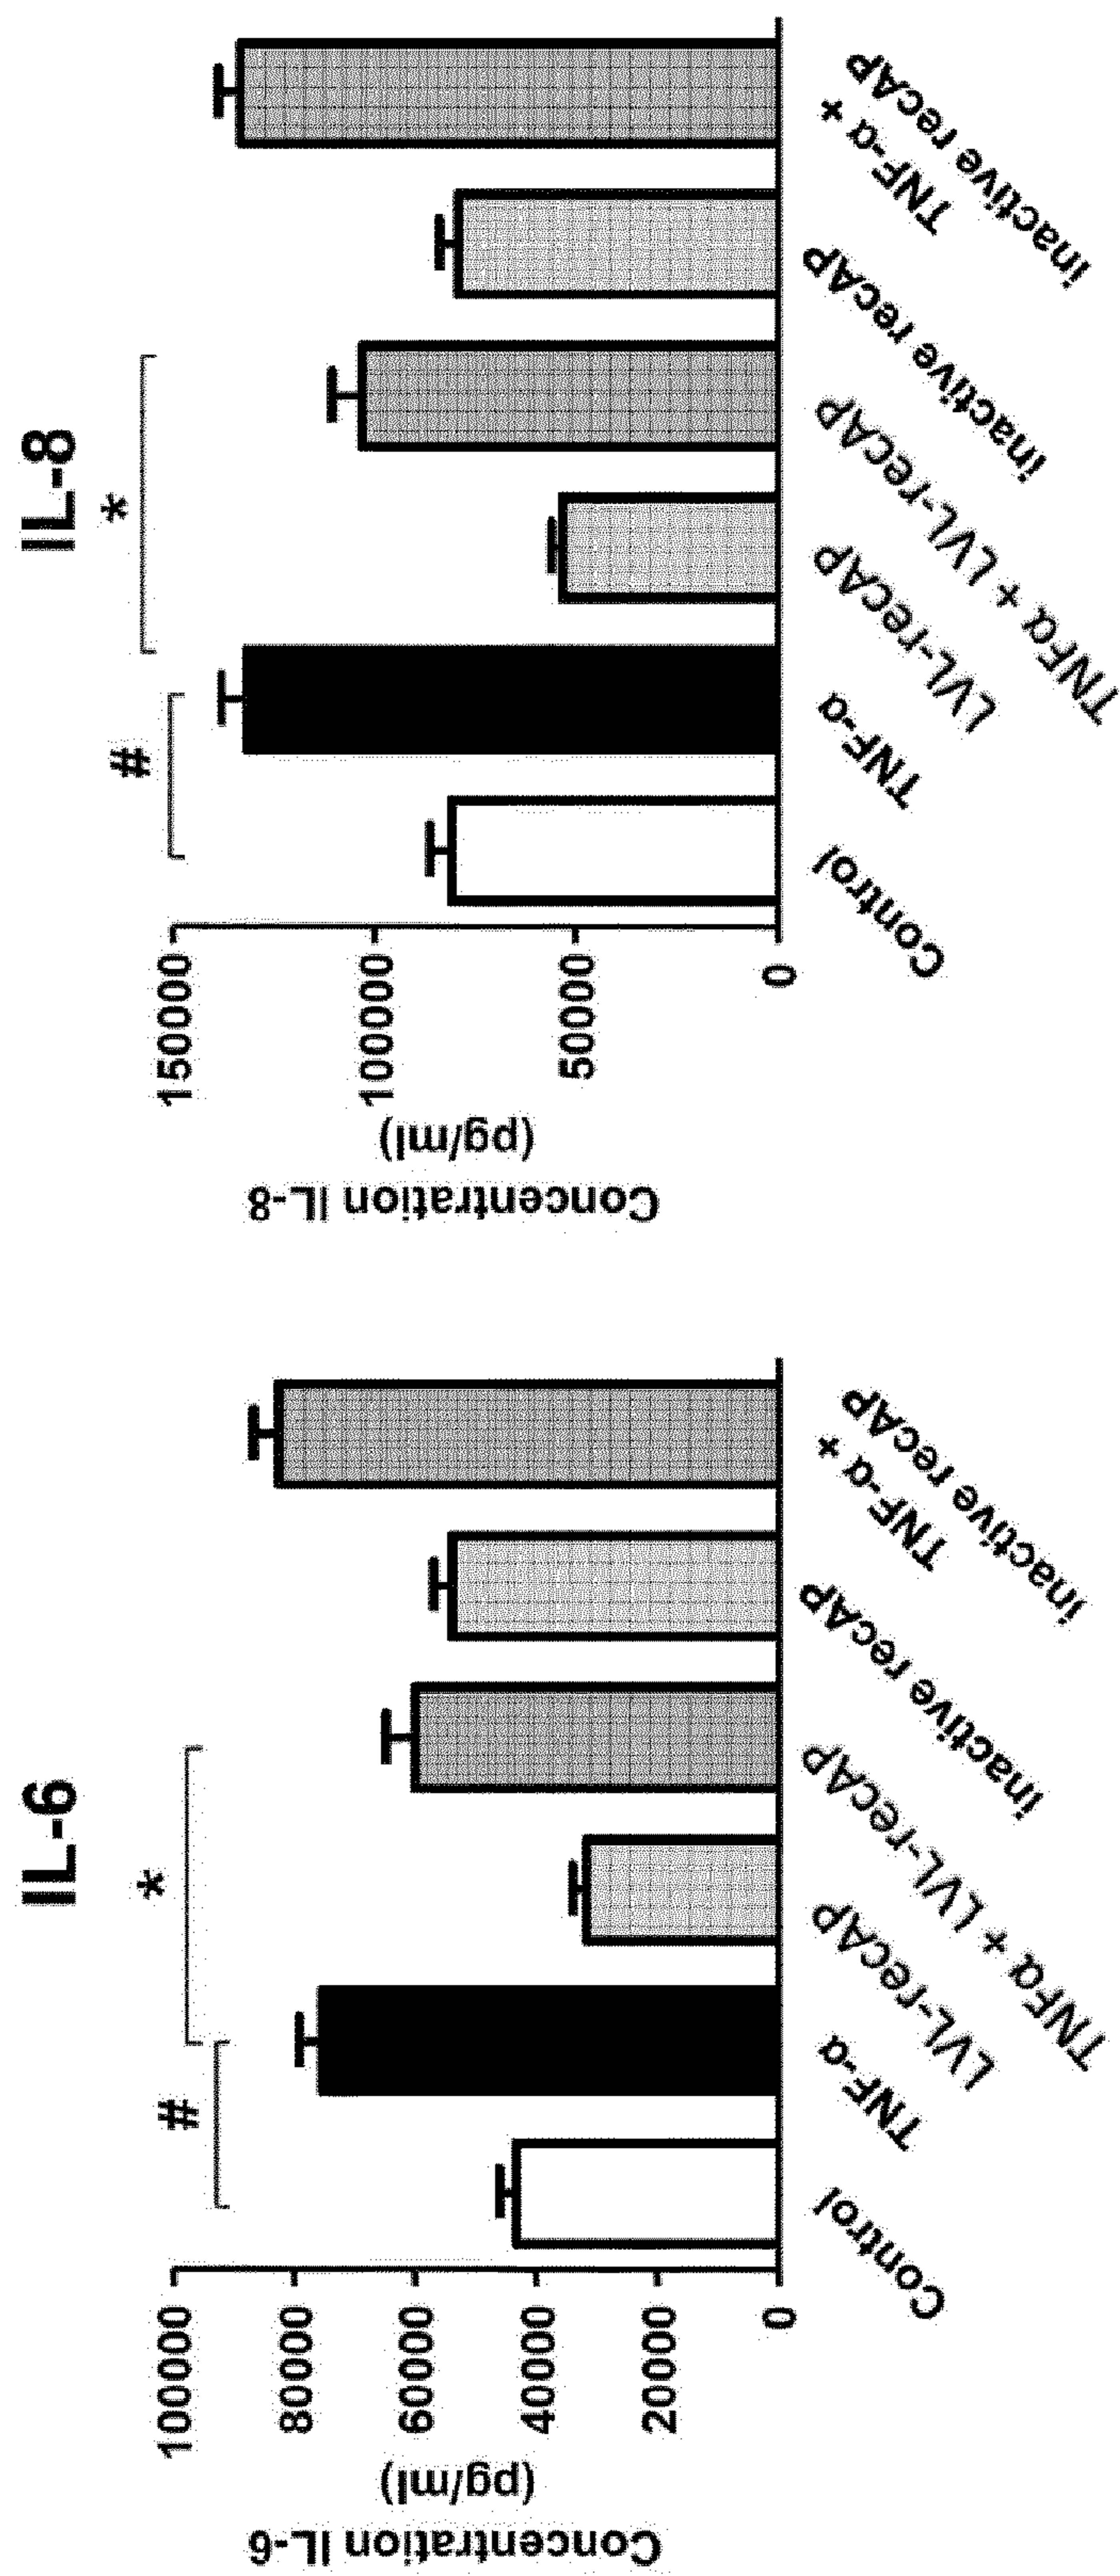 IL-6
Concentration IL-6
(pg/ml)
100000
80000
60000
40000
20000
0
#
*
Control
TNF-α
LVL-recAP
TNFα + LVL-recAP
inactive recAP
TNF-α +
inactive recAP
IL-8
Concentration IL-8
(pg/ml)
150000
100000
50000
0
#
*
Control
TNF-α
LVL-recAP
TNFα + LVL-recAP
inactive recAP
TNF-α +
inactive recAP